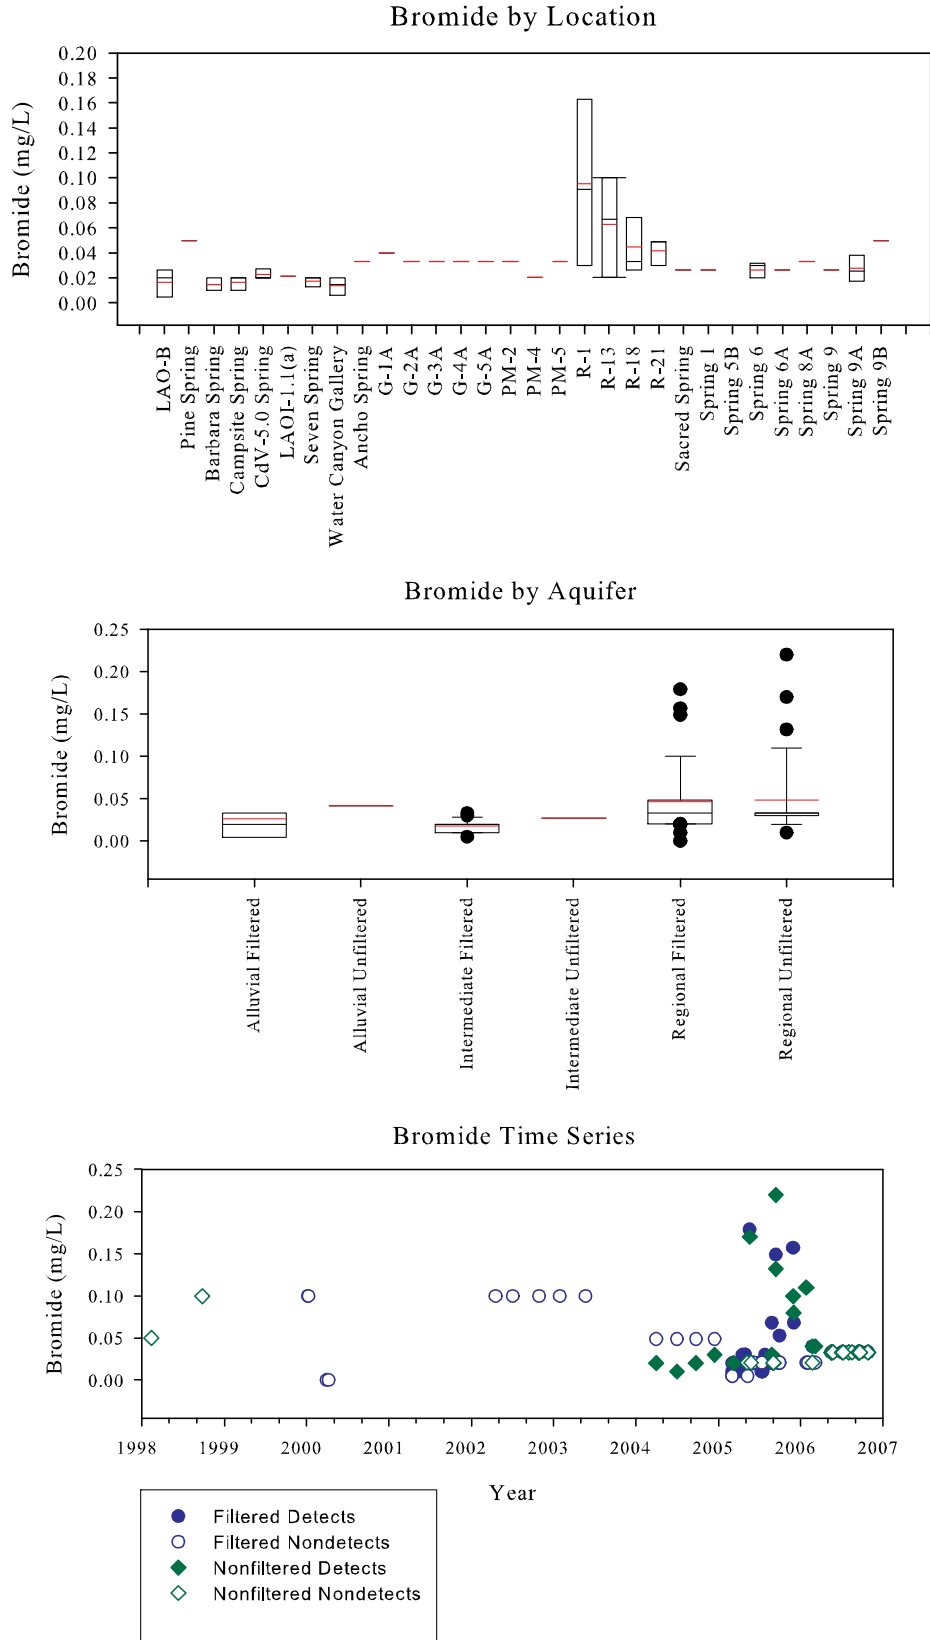 Bromide by Location
Bromide (mg/L)
0.20
0.18
0.16
0.14
0.12
0.10
0.08
0.06
0.04
0.02
0.00
LAO-B
Pine Spring
Barbara Spring
Campsite Spring
CdV-5.0 Spring
LAOI-1.1(a)
Seven Spring
Water Canyon Gallery
Ancho Spring
G-1A
G-2A
G-3A
G-4A
G-5A
PM-2
PM-4
PM-5
R-1
R-13
R-18
R-21
Sacred Spring
Spring 1
Spring 5B
Spring 6
Spring 6A
Spring 8A
Spring 9
Spring 9A
Spring 9B
Bromide by Aquifer
Bromide (mg/L)
0.25
0.20
0.15
0.10
0.05
0.00
Alluvial Filtered
Alluvial Unfiltered
Intermediate Filtered
Intermediate Unfiltered
Regional Filtered
Regional Unfiltered
Bromide Time Series
Bromide (mg/L)
0.25
0.20
0.15
0.10
0.05
0.00
1998 1999 2000 2001 2002 2003 2004 2005 2006 2007
Year
Filtered Detects
Filtered Nondetects
Nonfiltered Detects
Nonfiltered Nondetects